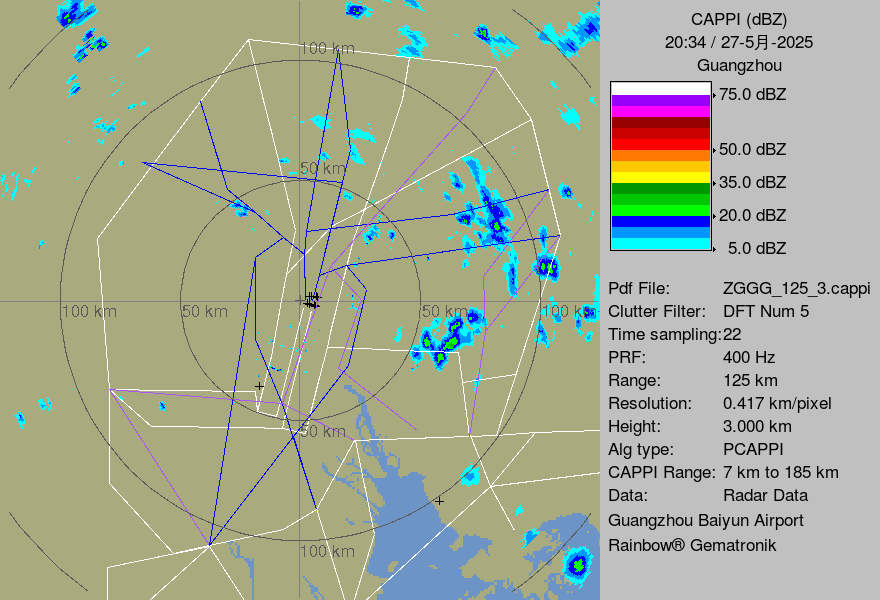 CAPPI (dBZ)
20:34 / 27-5月-2025
Guangzhou
75.0 dBZ
50.0 dBZ
35.0 dBZ
20.0 dBZ
5.0 dBZ
Pdf File: ZGGG_125_3.cappi
Clutter Filter: DFT Num 5
Time sampling:22
PRF: 400 Hz
Range: 125 km
Resolution: 0.417 km/pixel
Height: 3.000 km
Alg type: PCAPPI
CAPPI Range: 7 km to 185 km
Data: Radar Data
Guangzhou Baiyun Airport
Rainbow® Gematronik
100 km
50 km
100 km
50 km
50 km
100 km
50 km
100 km